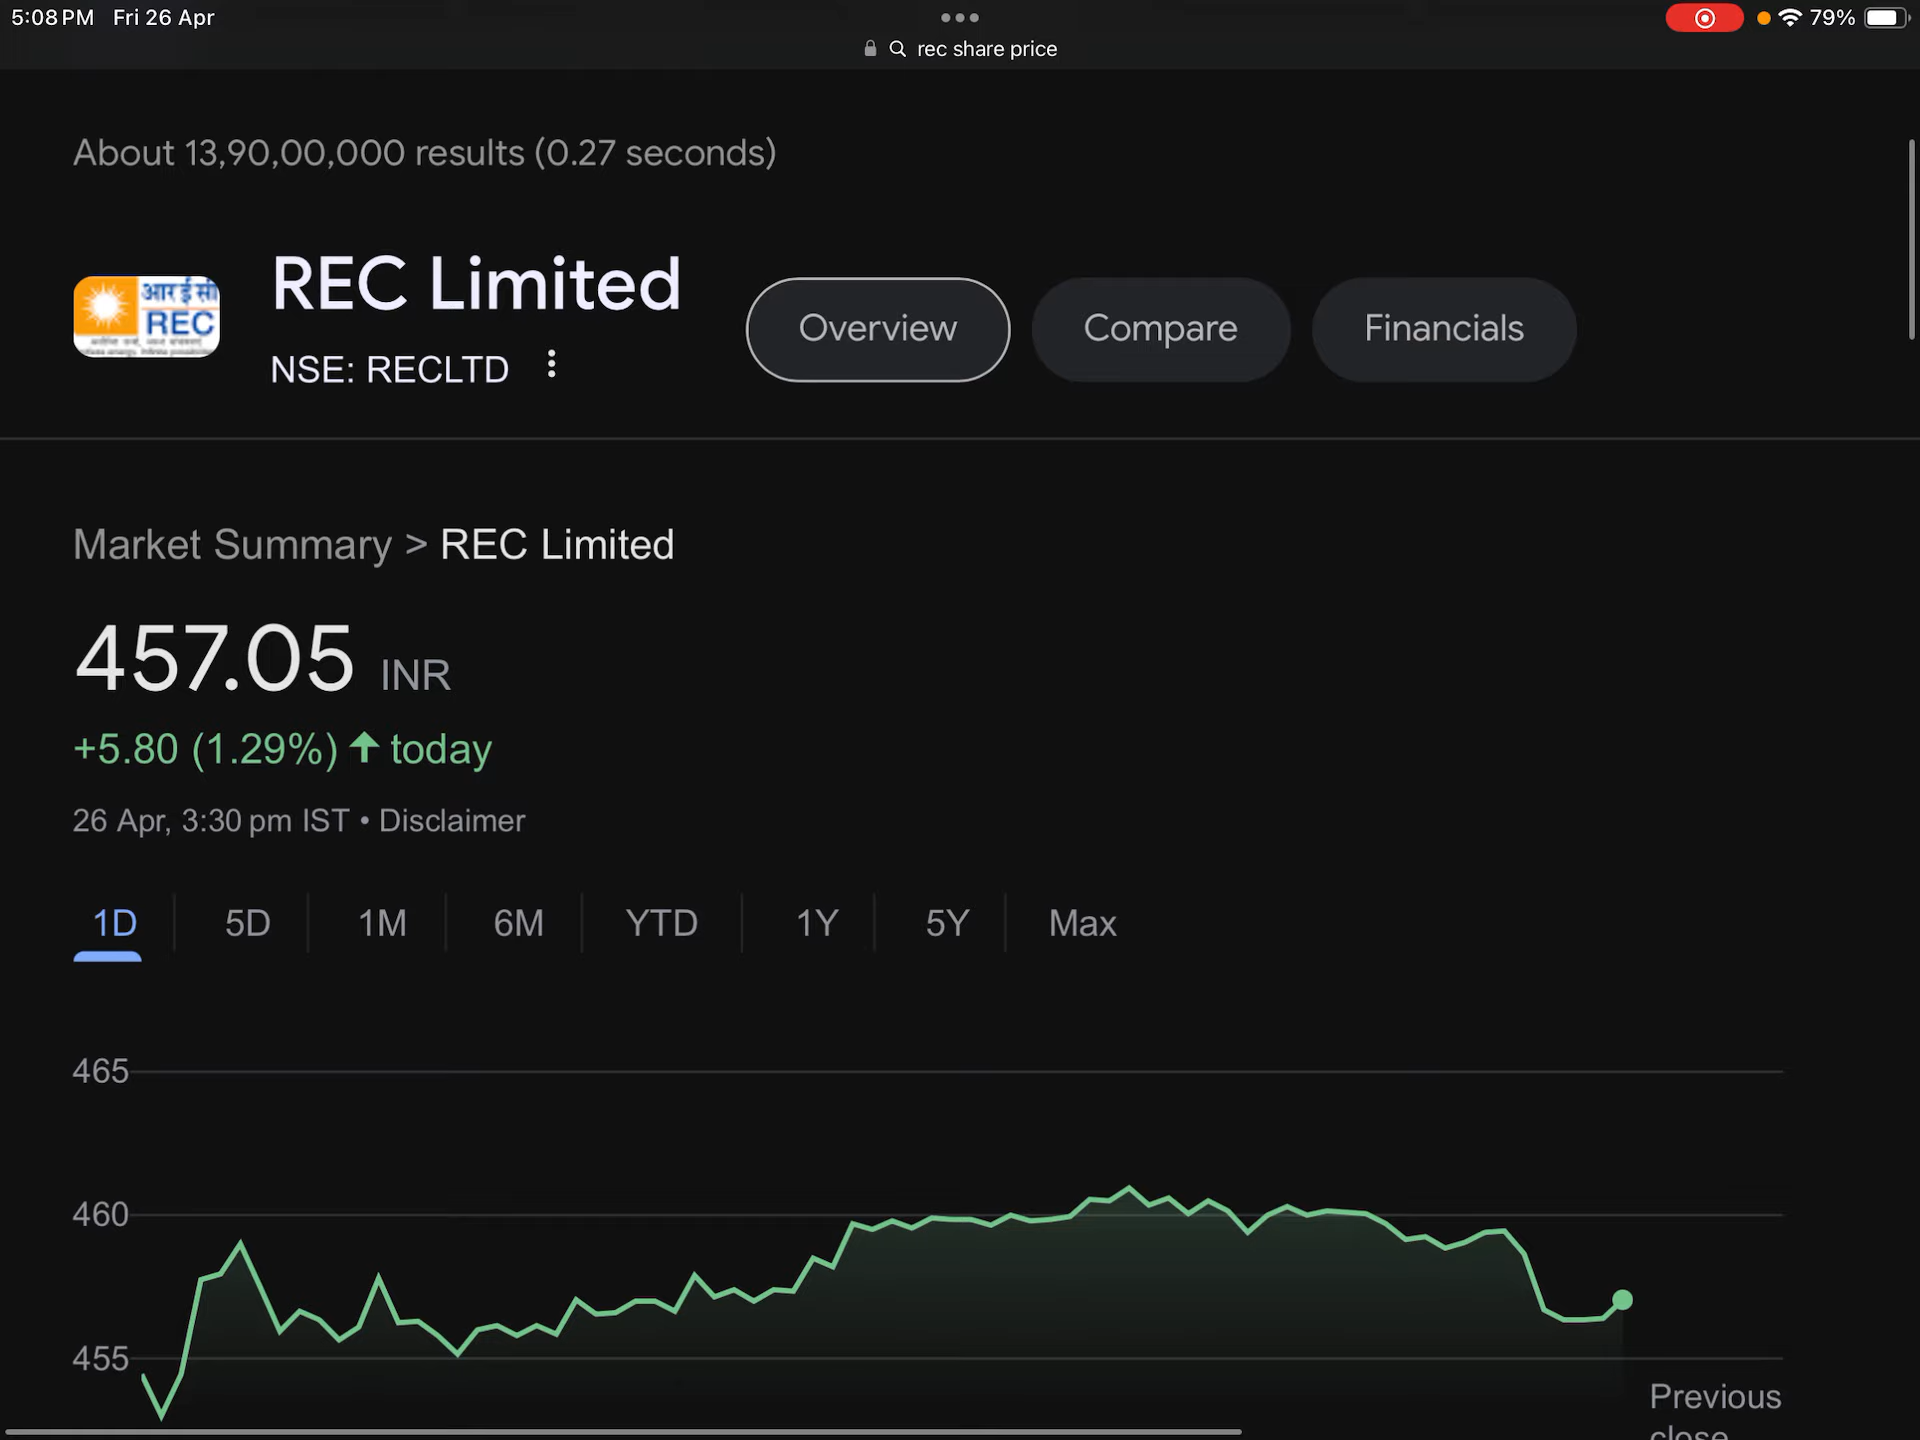 5:08 PM Fri 26 Apr
79%
rec share price
About 13,90,00,000 results (0.27 seconds)
आर ई सी
REC
REC Limited
NSE: RECLTD
Overview
Compare
Financials
Market Summary > REC Limited
457.05 INR
+5.80 (1.29%) ↑ today
26 Apr, 3:30 pm IST • Disclaimer
1D 5D 1M 6M YTD 1Y 5Y Max
465
460
455
Previous
close